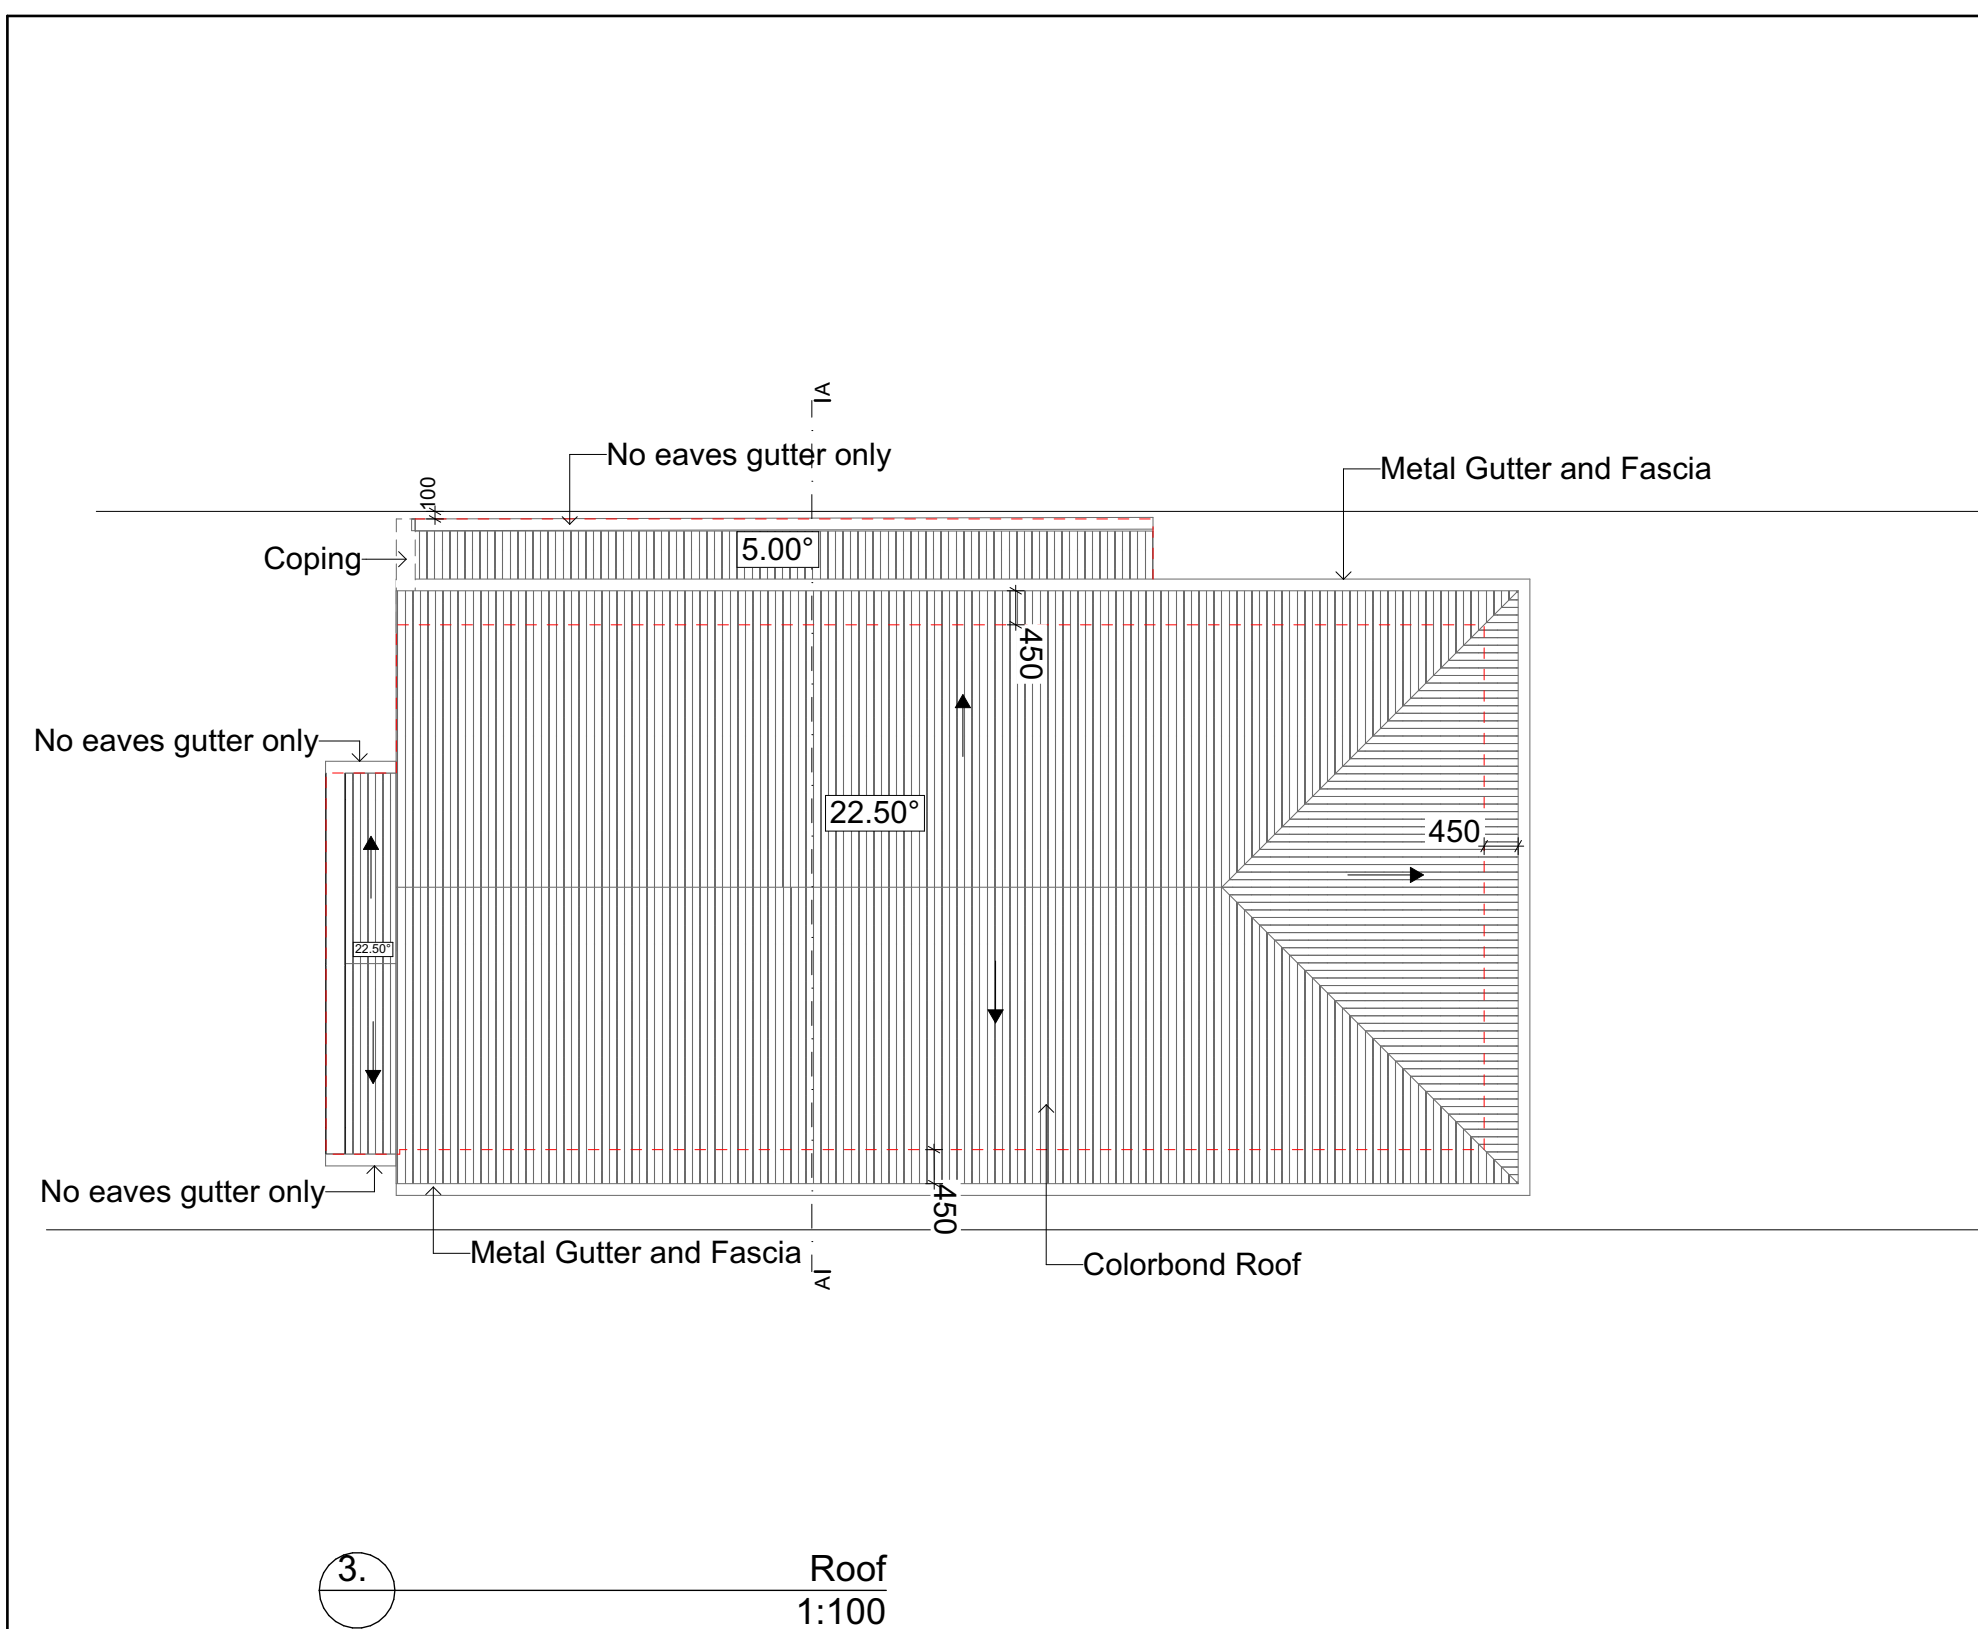 A
No eaves gutter only
Metal Gutter and Fascia
100
5.00°
Coping
450
No eaves gutter only
22.50°
450
22.50°
No eaves gutter only
450
Metal Gutter and Fascia
Colorbond Roof
A
3.
Roof
1:100